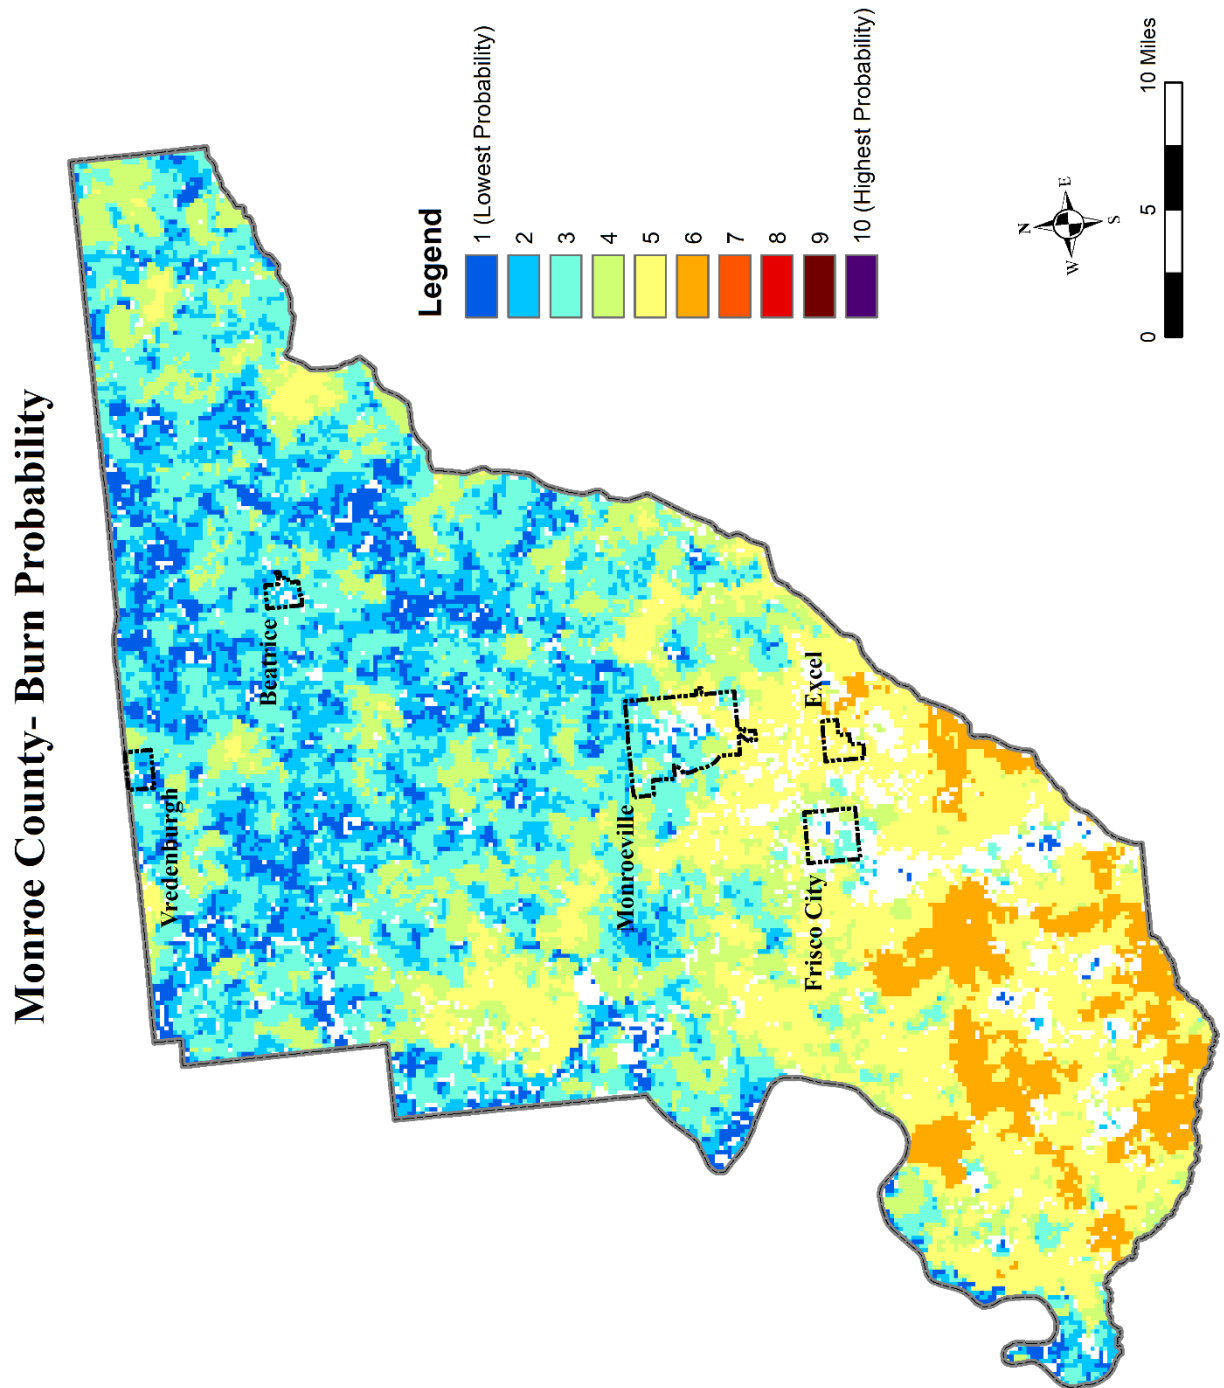 Monroe County- Burn Probability
Vredenburgh
Beatrice
Monroeville
Frisco City
Excel
Legend
1 (Lowest Probability)
2
3
4
5
6
7
8
9
10 (Highest Probability)
N
W
E
S
0
5
10 Miles